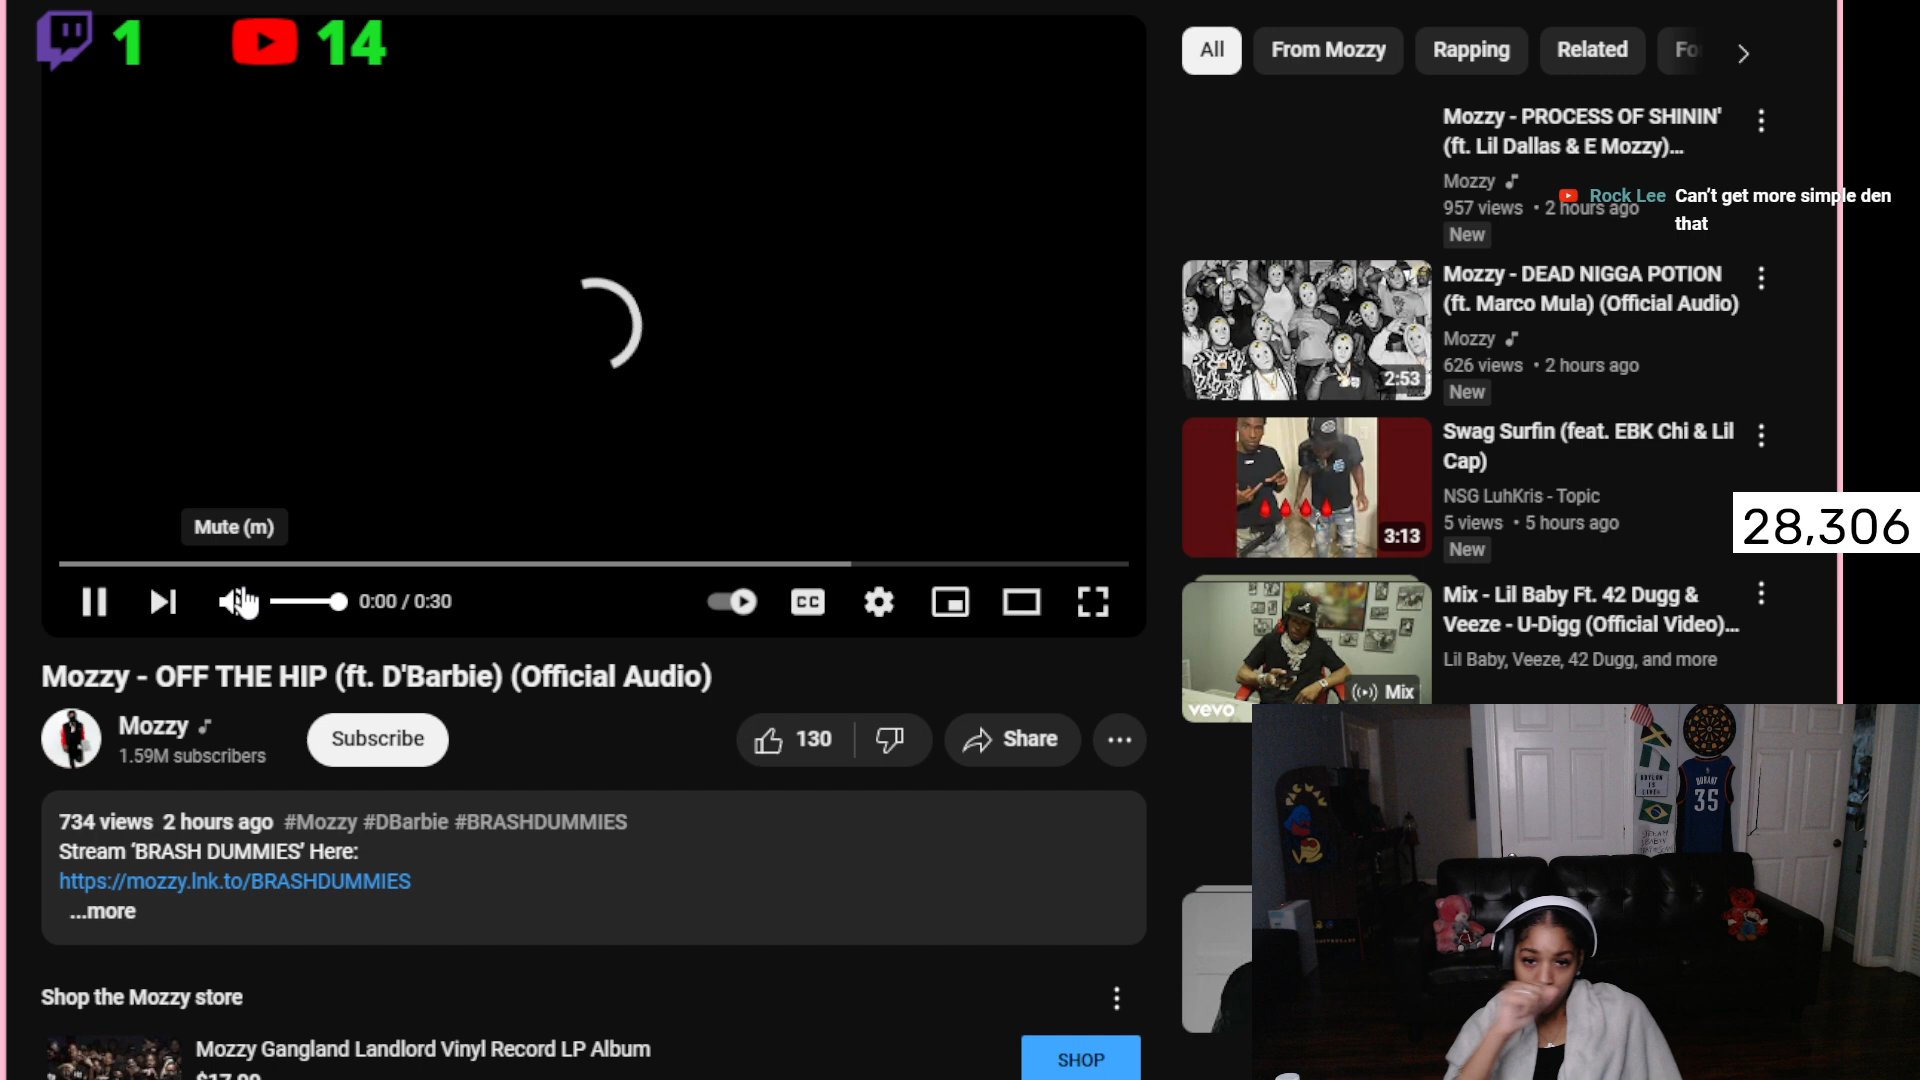 1
14
All
From Mozzy
Rapping
Related
Fo
Mozzy - PROCESS OF SHININ'
(ft. Lil Dallas & E Mozzy)...
Mozzy
957 views • 2 hours ago
New
Rock Lee Can't get more simple den
that
Mozzy - DEAD NIGGA POTION
(ft. Marco Mula) (Official Audio)
Mozzy
626 views • 2 hours ago
New
2:53
Swag Surfin (feat. EBK Chi & Lil
Cap)
NSG LuhKris - Topic
5 views • 5 hours ago
New
3:13
28,306
Mix - Lil Baby Ft. 42 Dugg &
Veeze - U-Digg (Official Video)...
Lil Baby, Veeze, 42 Dugg, and more
Mix
vevo
Mute (m)
0:00 / 0:30
CC
Mozzy - OFF THE HIP (ft. D'Barbie) (Official Audio)
Mozzy
1.59M subscribers
Subscribe
130
Share
734 views 2 hours ago #Mozzy #DBarbie #BRASHDUMMIES
Stream ‘BRASH DUMMIES’ Here:
https://mozzy.lnk.to/BRASHDUMMIES
...more
Shop the Mozzy store
Mozzy Gangland Landlord Vinyl Record LP Album
$17.99
SHOP
PAC-MAN
DURANT
35